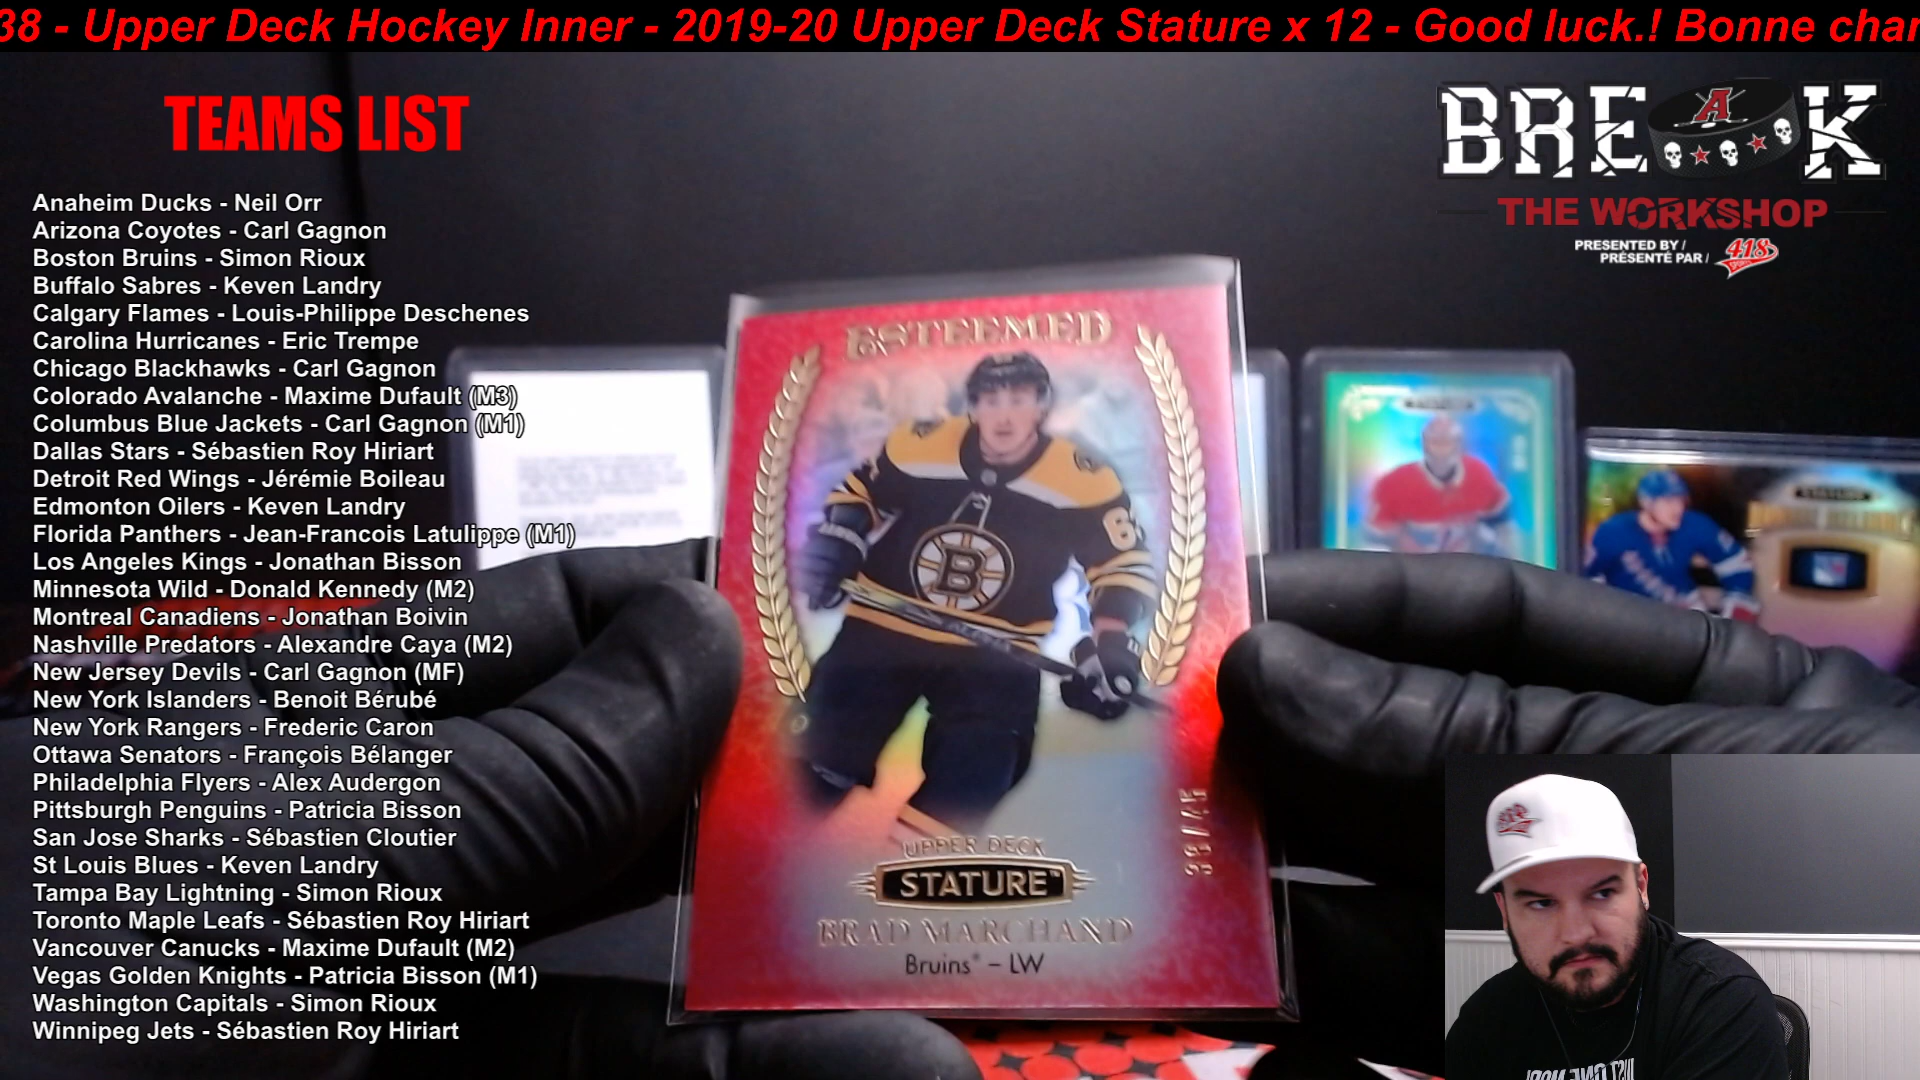 38 - Upper Deck Hockey Inner - 2019-20 Upper Deck Stature x 12 - Good luck.! Bonne char
TEAMS LIST
Anaheim Ducks - Neil Orr
Arizona Coyotes - Carl Gagnon
Boston Bruins - Simon Rioux
Buffalo Sabres - Keven Landry
Calgary Flames - Louis-Philippe Deschenes
Carolina Hurricanes - Eric Trempe
Chicago Blackhawks - Carl Gagnon
Colorado Avalanche - Maxime Dufault (M3)
Columbus Blue Jackets - Carl Gagnon (M1)
Dallas Stars - Sébastien Roy Hiriart
Detroit Red Wings - Jérémie Boileau
Edmonton Oilers - Keven Landry
Florida Panthers - Jean-Francois Latulippe (M1)
Los Angeles Kings - Jonathan Bisson
Minnesota Wild - Donald Kennedy (M2)
Montreal Canadiens - Jonathan Boivin
Nashville Predators - Alexandre Caya (M2)
New Jersey Devils - Carl Gagnon (MF)
New York Islanders - Benoit Bérubé
New York Rangers - Frederic Caron
Ottawa Senators - François Bélanger
Philadelphia Flyers - Alex Audergon
Pittsburgh Penguins - Patricia Bisson
San Jose Sharks - Sébastien Cloutier
St Louis Blues - Keven Landry
Tampa Bay Lightning - Simon Rioux
Toronto Maple Leafs - Sébastien Roy Hiriart
Vancouver Canucks - Maxime Dufault (M2)
Vegas Golden Knights - Patricia Bisson (M1)
Washington Capitals - Simon Rioux
Winnipeg Jets - Sébastien Roy Hiriart
BREAK
A
THE WORKSHOP
PRESENTED BY /
PRÉSENTÉ PAR /
418
ESTEEMED
B
UPPER DECK
STATURE™
BRAD MARCHAND
Bruins® – LW